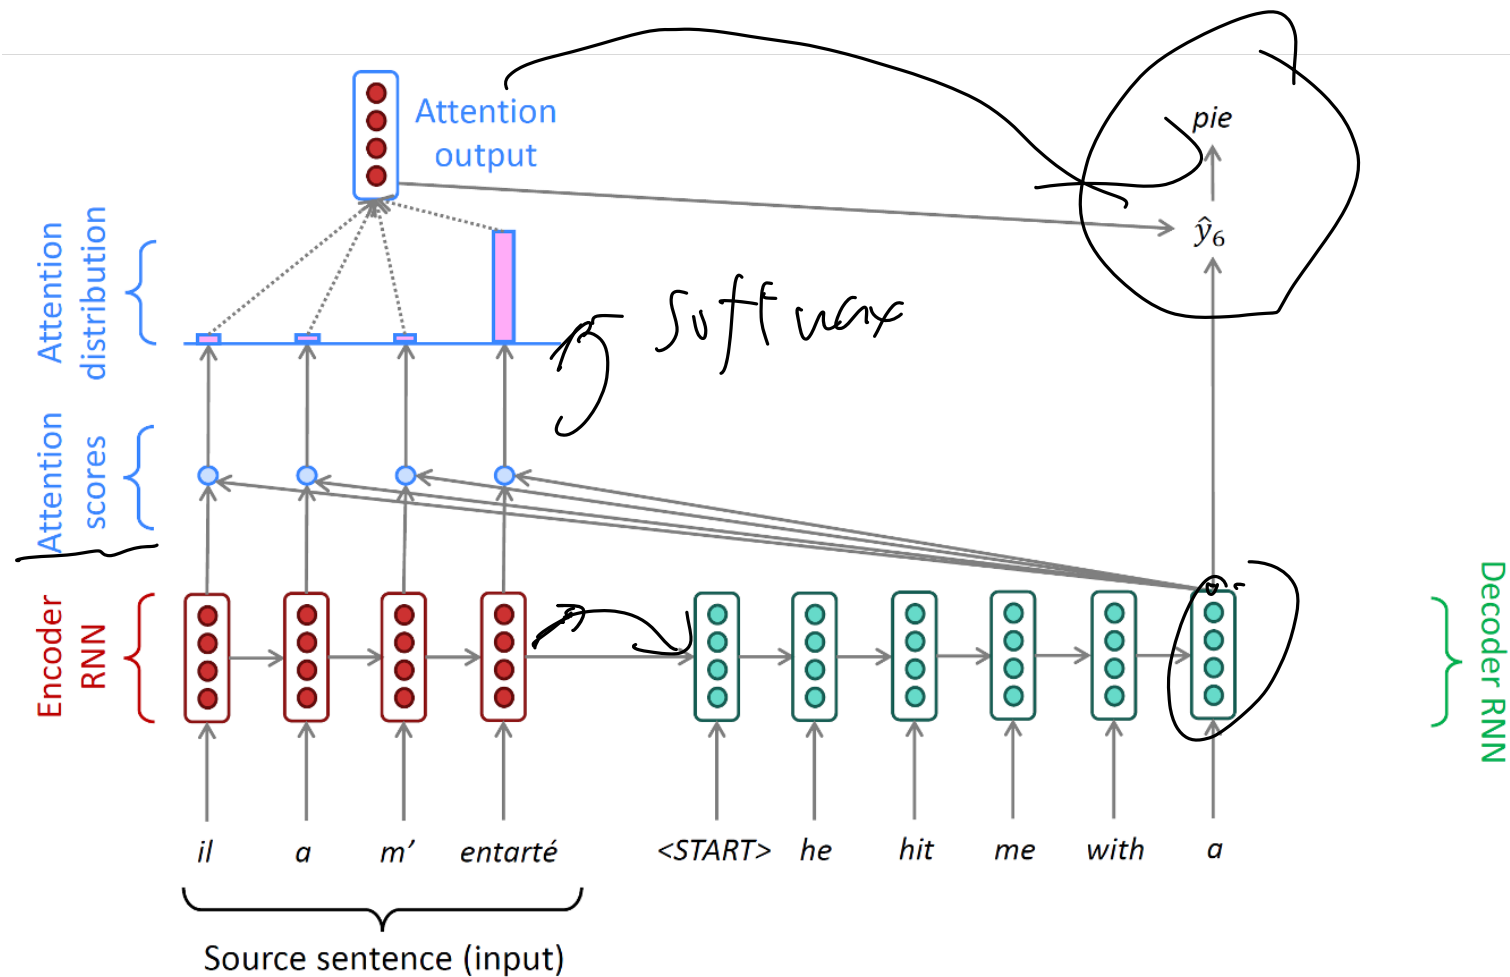 Attention
output
pie
ŷ₆
Attention
distribution
softmax
Attention
scores
Encoder
RNN
Decoder RNN
il a m’ entarté <START> he hit me with a
Source sentence (input)